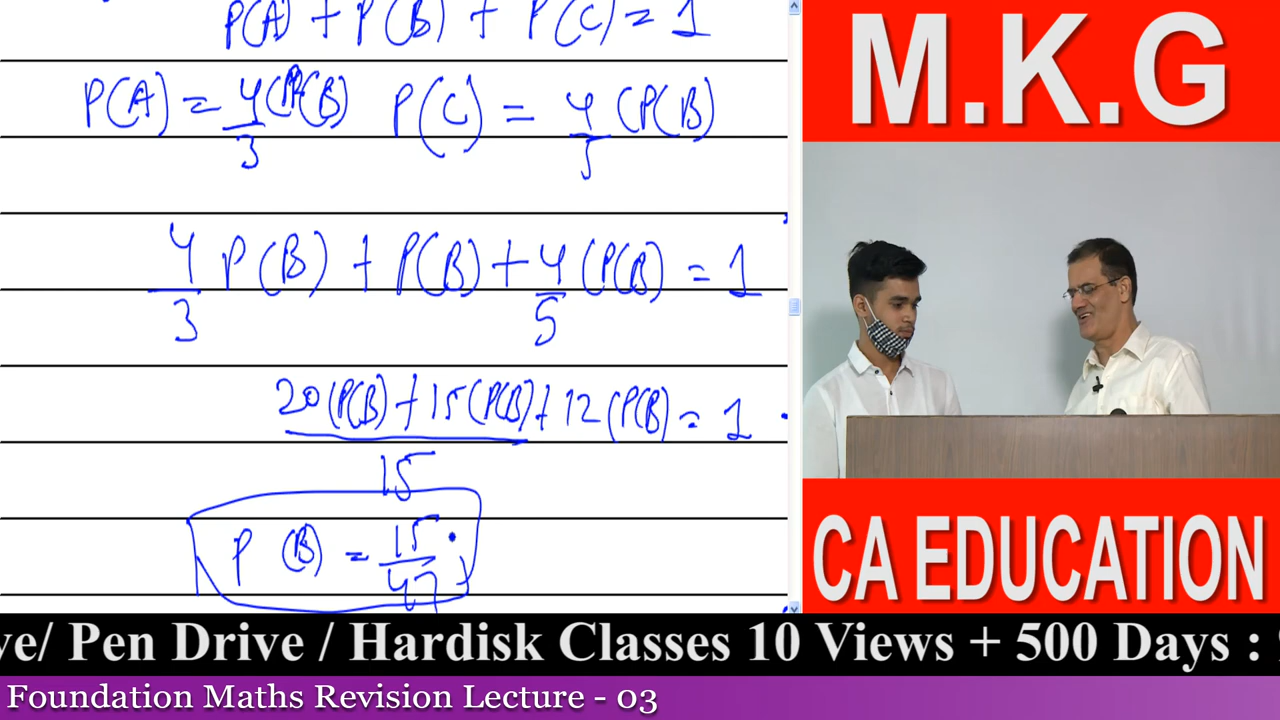 P(A) + P(B) + P(C) = 1
P(A) = 4/3 (P(B) P(C) = 4/5 (P(B)
4/3 P(B) + P(B) + 4/5 (P(B) = 1
20(P(B) + 15(P(B) + 12(P(B) = 1
15
P (B) = 15/47
M.K.G
CA EDUCATION
ve/ Pen Drive / Hardisk Classes 10 Views + 500 Days :
Foundation Maths Revision Lecture - 03